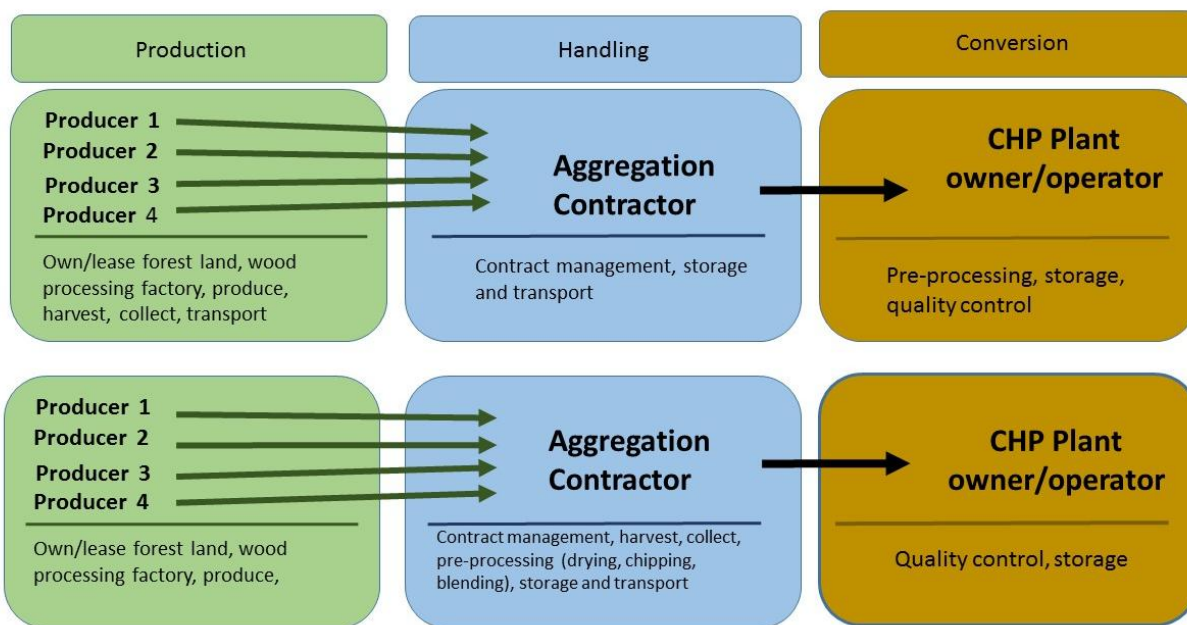 Production
Handling
Conversion
Producer 1
Producer 2
Producer 3
Producer 4
Own/lease forest land, wood
processing factory, produce,
harvest, collect, transport
Aggregation
Contractor
Contract management, storage
and transport
CHP Plant
owner/operator
Pre-processing, storage,
quality control
Producer 1
Producer 2
Producer 3
Producer 4
Own/lease forest land, wood
processing factory, produce,
Aggregation
Contractor
Contract management, harvest, collect,
pre-processing (drying, chipping,
blending), storage and transport
CHP Plant
owner/operator
Quality control, storage